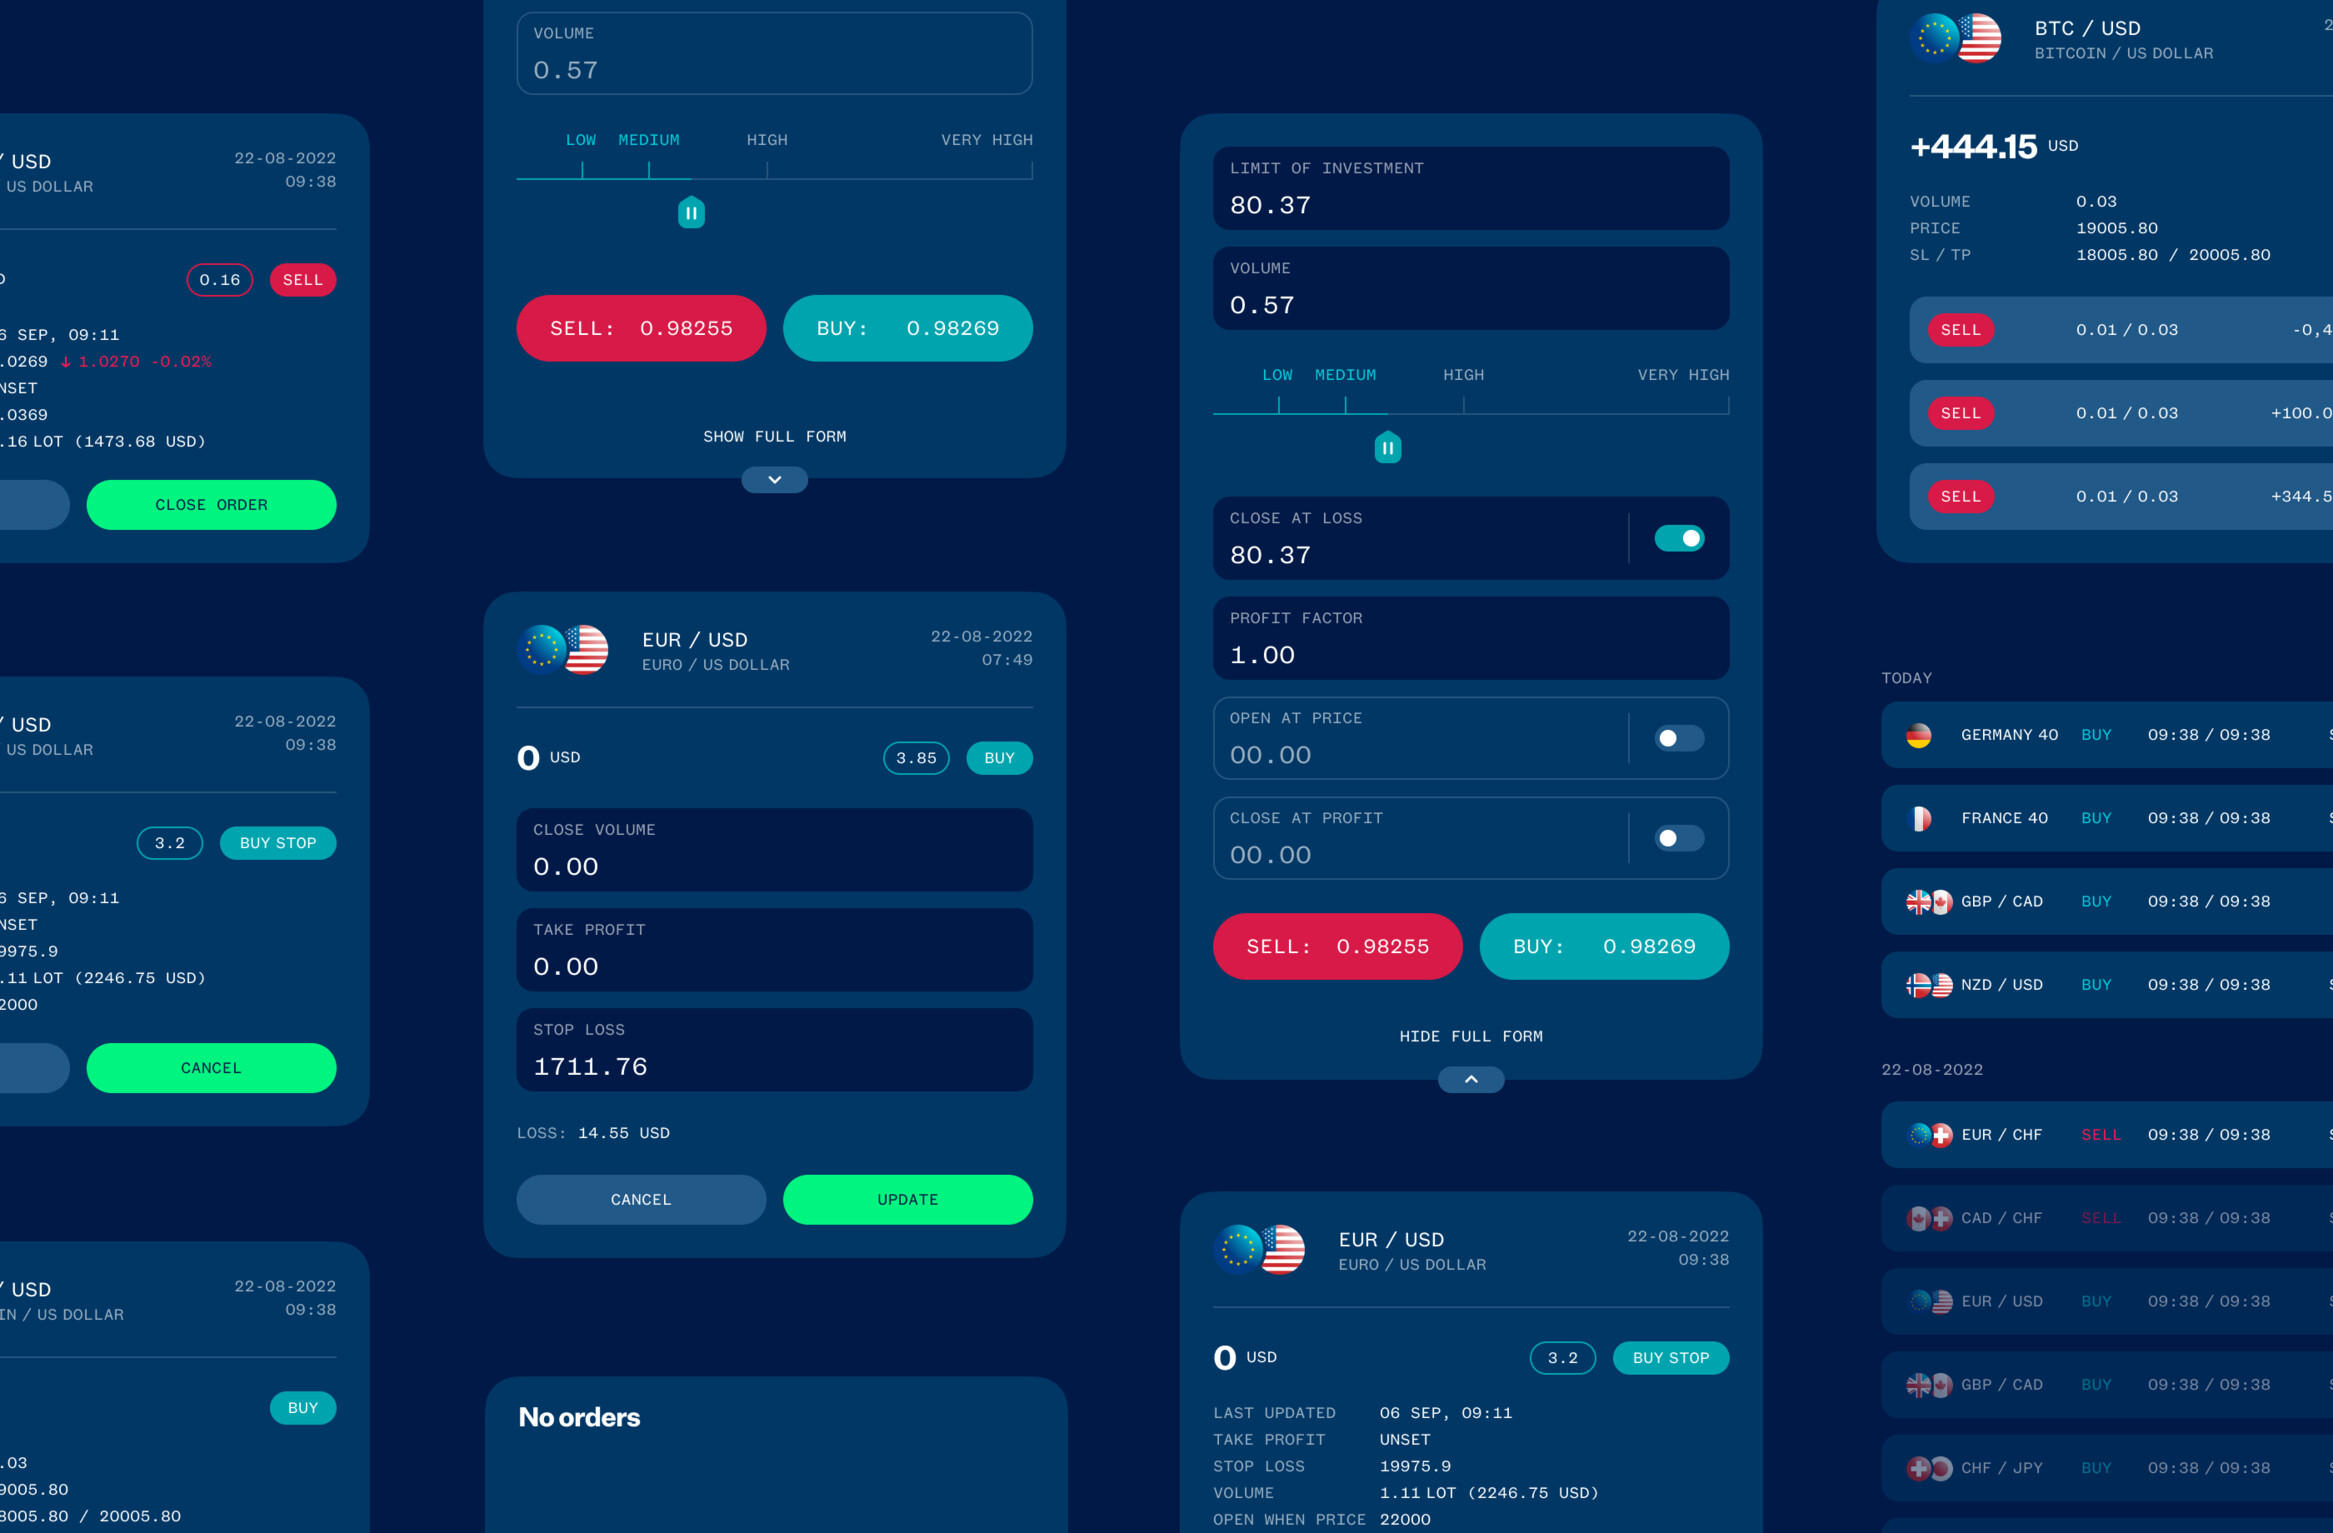 / USD
US DOLLAR
22-08-2022
09:38
0.16
SELL
SEP, 09:11
.0269 ↓ 1.0270 -0.02%
.0369
.16 LOT (1473.68 USD)
CLOSE ORDER
/ USD
US DOLLAR
22-08-2022
09:38
3.2
BUY STOP
SEP, 09:11
9975.9
.11 LOT (2246.75 USD)
2000
CANCEL
/ USD
/ US DOLLAR
22-08-2022
09:38
BUY
.03
9005.80
8005.80 / 20005.80
VOLUME
0.57
LOW MEDIUM HIGH VERY HIGH
SELL: 0.98255
BUY: 0.98269
SHOW FULL FORM
EUR / USD
EURO / US DOLLAR
22-08-2022
07:49
0 USD
3.85
BUY
CLOSE VOLUME
0.00
TAKE PROFIT
0.00
STOP LOSS
1711.76
LOSS: 14.55 USD
CANCEL
UPDATE
No orders
LIMIT OF INVESTMENT
80.37
VOLUME
0.57
LOW MEDIUM HIGH VERY HIGH
CLOSE AT LOSS
80.37
PROFIT FACTOR
1.00
OPEN AT PRICE
00.00
CLOSE AT PROFIT
00.00
SELL: 0.98255
BUY: 0.98269
HIDE FULL FORM
EUR / USD
EURO / US DOLLAR
22-08-2022
09:38
0 USD
3.2
BUY STOP
LAST UPDATED 06 SEP, 09:11
TAKE PROFIT UNSET
STOP LOSS 19975.9
VOLUME 1.11 LOT (2246.75 USD)
OPEN WHEN PRICE 22000
BTC / USD
BITCOIN / US DOLLAR
+444.15 USD
VOLUME 0.03
PRICE 19005.80
SL / TP 18005.80 / 20005.80
SELL 0.01 / 0.03 -0,4
SELL 0.01 / 0.03 +100.0
SELL 0.01 / 0.03 +344.5
TODAY
GERMANY 40 BUY 09:38 / 09:38
FRANCE 40 BUY 09:38 / 09:38
GBP / CAD BUY 09:38 / 09:38
NZD / USD BUY 09:38 / 09:38
22-08-2022
EUR / CHF SELL 09:38 / 09:38
CAD / CHF SELL 09:38 / 09:38
EUR / USD BUY 09:38 / 09:38
GBP / CAD BUY 09:38 / 09:38
CHF / JPY BUY 09:38 / 09:38